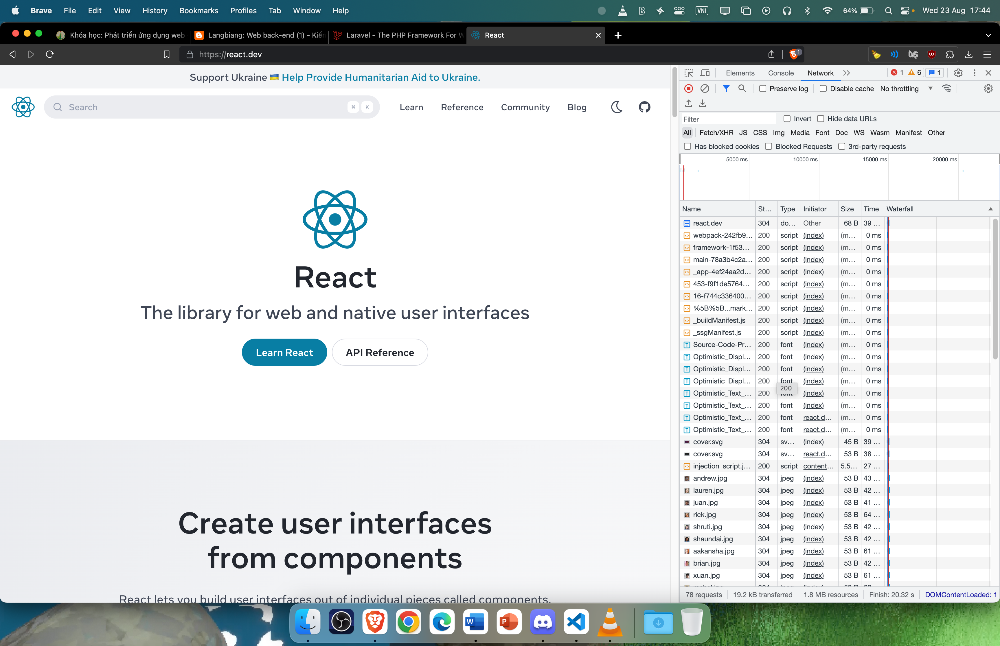 Brave File Edit View History Bookmarks Profiles Tab Window Help
VNI 64% Wed 23 Aug 17:44
Khóa học: Phát triển ứng dụng web
Langbiang: Web back-end (1) - Kiến
Laravel - The PHP Framework For W
React
https://react.dev
1
Support Ukraine Help Provide Humanitarian Aid to Ukraine.
Search ⌘ K
Learn Reference Community Blog
React
The library for web and native user interfaces
Learn React API Reference
Create user interfaces
from components
React lets you build user interfaces out of individual pieces called components.
Elements Console Network 1 6 1
Preserve log Disable cache No throttling
Filter Invert Hide data URLs
All Fetch/XHR JS CSS Img Media Font Doc WS Wasm Manifest Other
Has blocked cookies Blocked Requests 3rd-party requests
5000 ms 10000 ms 15000 ms 20000 ms
Name St... Type Initiator Size Time Waterfall
react.dev 304 do... Other 68 B 39 ...
webpack-242fb9... 200 script (index) (m... 0 ms
framework-1f53... 200 script (index) (m... 0 ms
main-78a3b4c2a... 200 script (index) (m... 0 ms
_app-4ef24aa2d... 200 script (index) (m... 0 ms
453-f9f1de5764... 200 script (index) (m... 0 ms
16-f744c336400... 200 script (index) (m... 0 ms
%5B%5B...mark... 200 script (index) (m... 0 ms
_buildManifest.js 200 script (index) (m... 0 ms
_ssgManifest.js 200 script (index) (m... 0 ms
Source-Code-Pr... 200 font (index) (m... 0 ms
Optimistic_Displ... 200 font (index) (m... 0 ms
Optimistic_Displ... 200 font (index) (m... 0 ms
Optimistic_Displ... 200 font (index) (m... 0 ms
200
Optimistic_Text_... 200 font (index) (m... 0 ms
Optimistic_Text_... 200 font (index) (m... 0 ms
Optimistic_Text_... 200 font react.d... (m... 0 ms
Optimistic_Text_... 200 font react.d... (m... 0 ms
cover.svg 304 sv... (index) 45 B 39 ...
cover.svg 304 sv... react.d... 53 B 38 ...
injection_script.j... 200 script content... 5.5... 27 ...
andrew.jpg 304 jpeg (index) 53 B 43 ...
lauren.jpg 304 jpeg (index) 53 B 42 ...
juan.jpg 304 jpeg (index) 53 B 41 ...
rick.jpg 304 jpeg (index) 53 B 64 ...
shruti.jpg 304 jpeg (index) 53 B 42 ...
shaundai.jpg 304 jpeg (index) 53 B 42 ...
aakansha.jpg 304 jpeg (index) 53 B 61 ...
brian.jpg 304 jpeg (index) 53 B 42 ...
xuan.jpg 304 jpeg (index) 53 B 61 ...
78 requests 19.2 kB transferred 1.8 MB resources Finish: 20.32 s DOMContentLoaded: 1